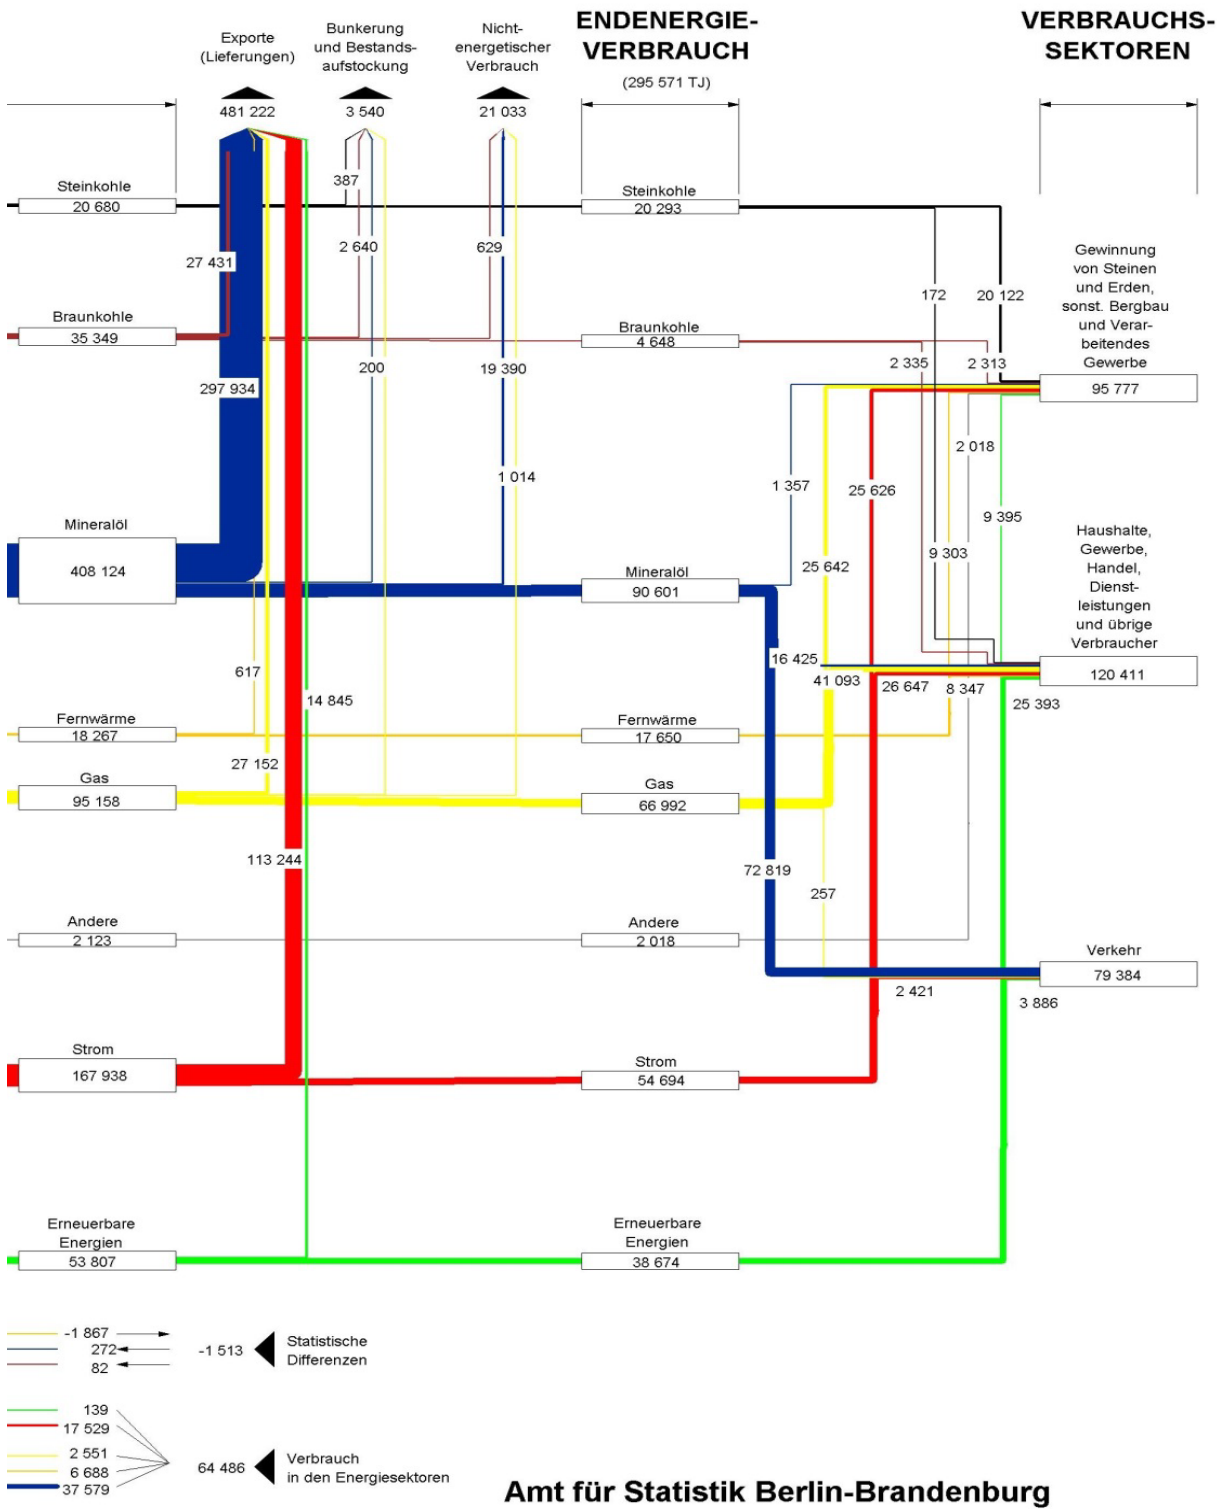 ENDENERGIE-
VERBRAUCH
(295 571 TJ)
VERBRAUCHS-
SEKTOREN
Exporte
(Lieferungen)
481 222
Bunkerung
und Bestands-
aufstockung
3 540
Nicht-
energetischer
Verbrauch
21 033
Steinkohle
20 680
387
Steinkohle
20 293
27 431
2 640
629
172
20 122
Gewinnung
von Steinen
und Erden,
sonst. Bergbau
und Verar-
beitendes
Gewerbe
95 777
Braunkohle
35 349
Braunkohle
4 648
297 934
200
19 390
2 335
2 313
2 018
1 014
1 357
25 626
9 395
Mineralöl
408 124
Mineralöl
90 601
25 642
9 303
Haushalte,
Gewerbe,
Handel,
Dienst-
leistungen
und übrige
Verbraucher
120 411
617
14 845
16 425
41 093
26 647
8 347
25 393
Fernwärme
18 267
Fernwärme
17 650
27 152
Gas
95 158
Gas
66 992
113 244
72 819
257
Andere
2 123
Andere
2 018
Verkehr
79 384
2 421
3 886
Strom
167 938
Strom
54 694
Erneuerbare
Energien
53 807
Erneuerbare
Energien
38 674
-1 867
272
82
-1 513
Statistische
Differenzen
139
17 529
2 551
6 688
37 579
64 486
Verbrauch
in den Energiesektoren
Amt für Statistik Berlin-Brandenburg